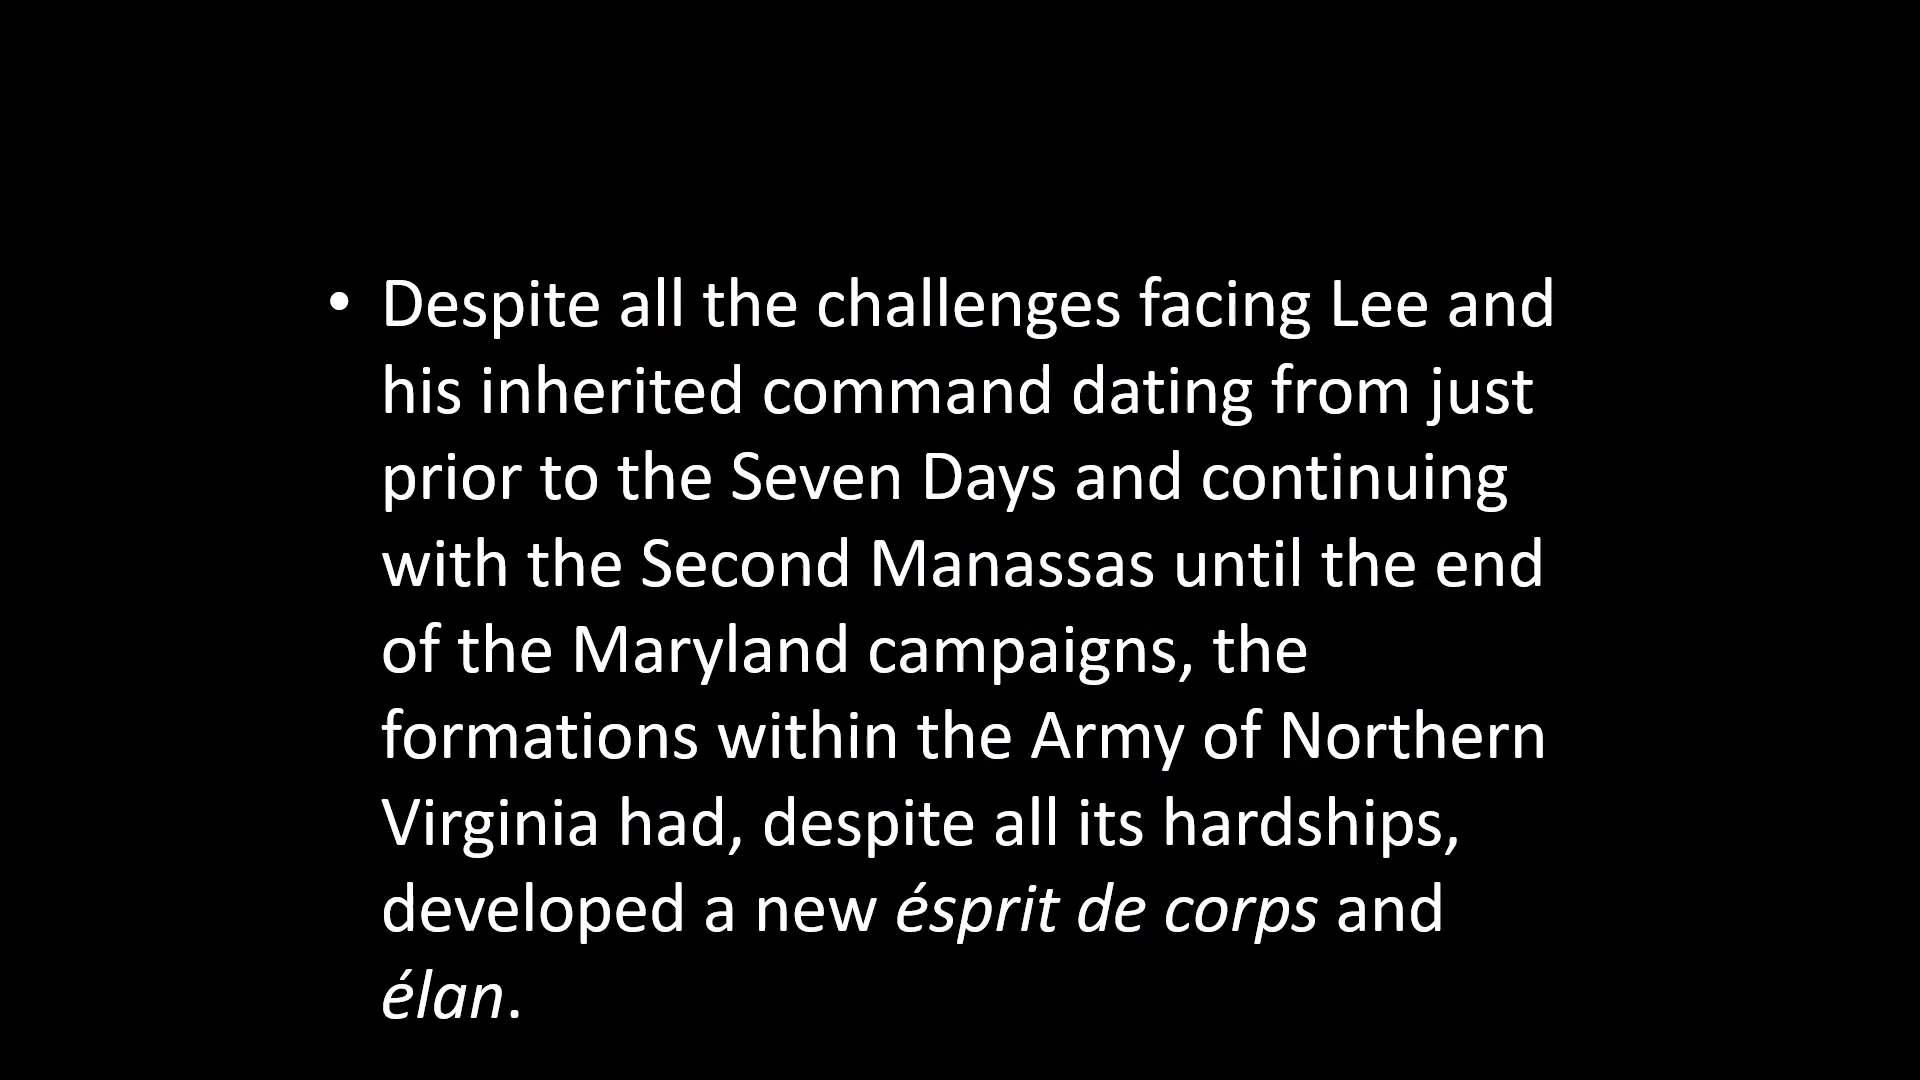 • Despite all the challenges facing Lee and
his inherited command dating from just
prior to the Seven Days and continuing
with the Second Manassas until the end
of the Maryland campaigns, the
formations within the Army of Northern
Virginia had, despite all its hardships,
developed a new ésprit de corps and
élan.